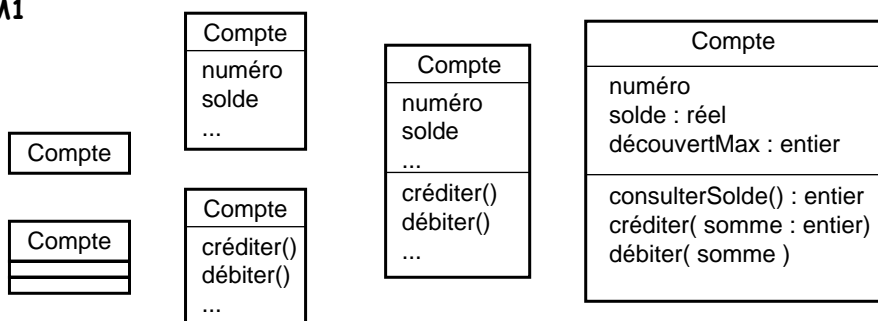 Compte
Compte
Compte
numéro
solde
...
Compte
créditer()
débiter()
...
Compte
numéro
solde
...
créditer()
débiter()
...
Compte
numéro
solde : réel
découvertMax : entier
consulterSolde() : entier
créditer( somme : entier)
débiter( somme )